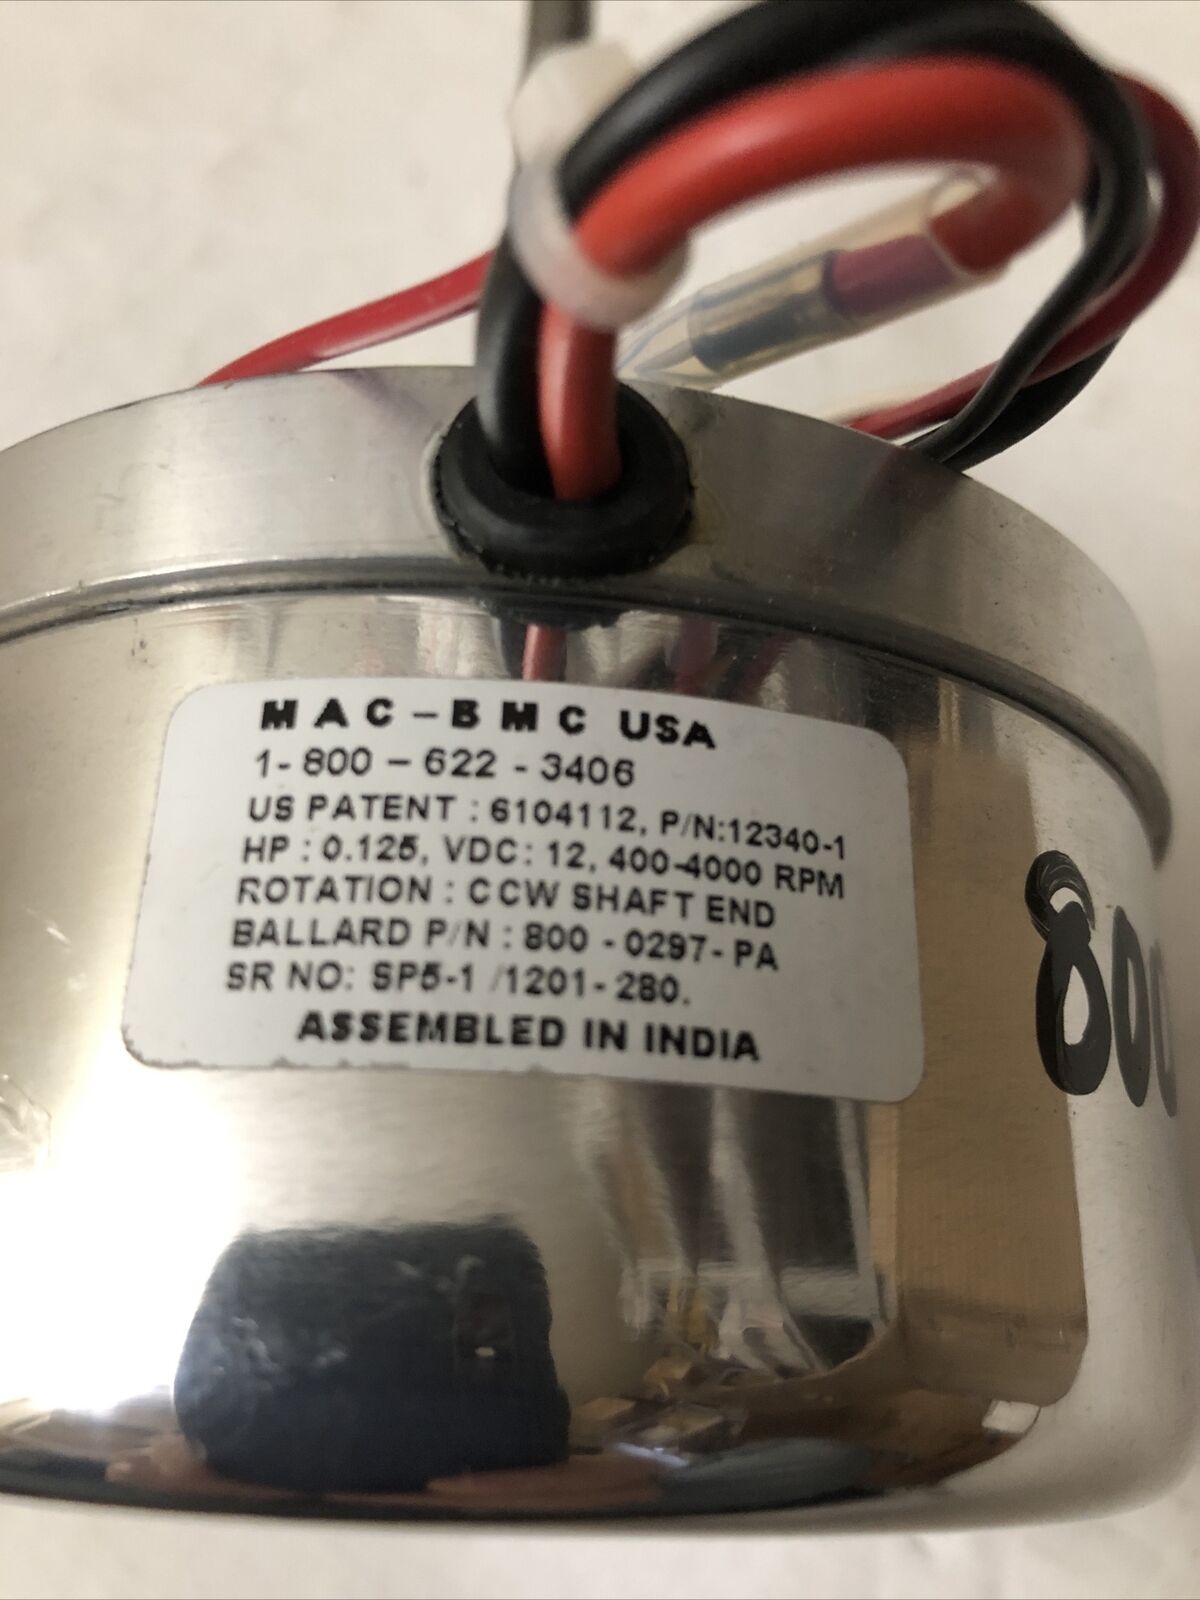 MAC-BMC USA
1-800-622-3406
US PATENT : 6104112, P/N:12340-1
HP : 0.125, VDC: 12, 400-4000 RPM
ROTATION : CCW SHAFT END
BALLARD P/N : 800-0297-PA
SR NO: SP5-1 /1201-280.
ASSEMBLED IN INDIA
800